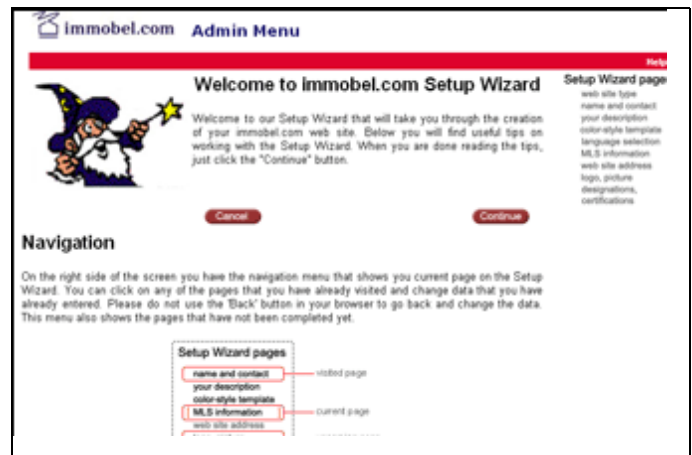 immobel.com Admin Menu
Help
Welcome to immobel.com Setup Wizard
Welcome to our Setup Wizard that will take you through the creation
of your immobel.com web site. Below you will find useful tips on
working with the Setup Wizard. When you are done reading the tips,
just click the "Continue" button.
Cancel
Continue
Setup Wizard page
web site type
name and contact
your description
color-style template
language selection
MLS information
web site address
logo, picture
designations,
certifications
Navigation
On the right side of the screen you have the navigation menu that shows you current page on the Setup
Wizard. You can click on any of the pages that you have already visited and change data that you have
already entered. Please do not use the 'Back' button in your browser to go back and change the data.
This menu also shows the pages that have not been completed yet.
Setup Wizard pages
name and contact
visited page
your description
color-style template
MLS information
current page
web site address